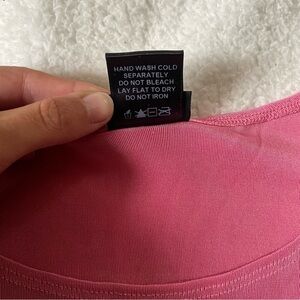 HAND WASH COLD
SEPARATELY
DO NOT BLEACH
LAY FLAT TO DRY
DO NOT IRON